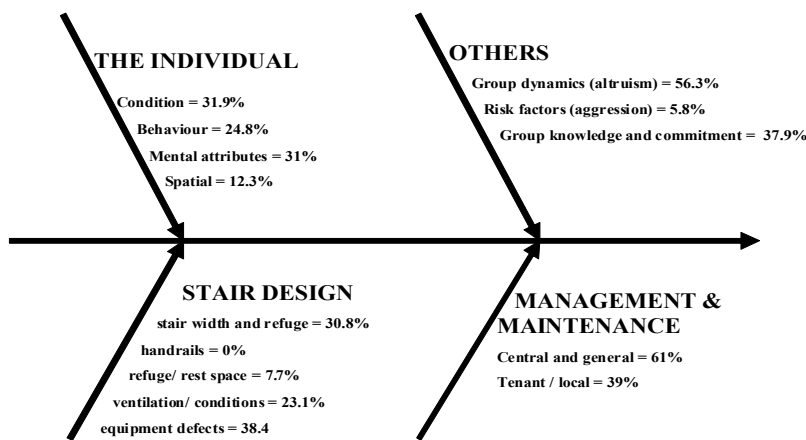 THE INDIVIDUAL
Condition = 31.9%
Behaviour = 24.8%
Mental attributes = 31%
Spatial = 12.3%
OTHERS
Group dynamics (altruism) = 56.3%
Risk factors (aggression) = 5.8%
Group knowledge and commitment = 37.9%
STAIR DESIGN
stair width and refuge = 30.8%
handrails = 0%
refuge/ rest space = 7.7%
ventilation/ conditions = 23.1%
equipment defects = 38.4
MANAGEMENT &
MAINTENANCE
Central and general = 61%
Tenant / local = 39%